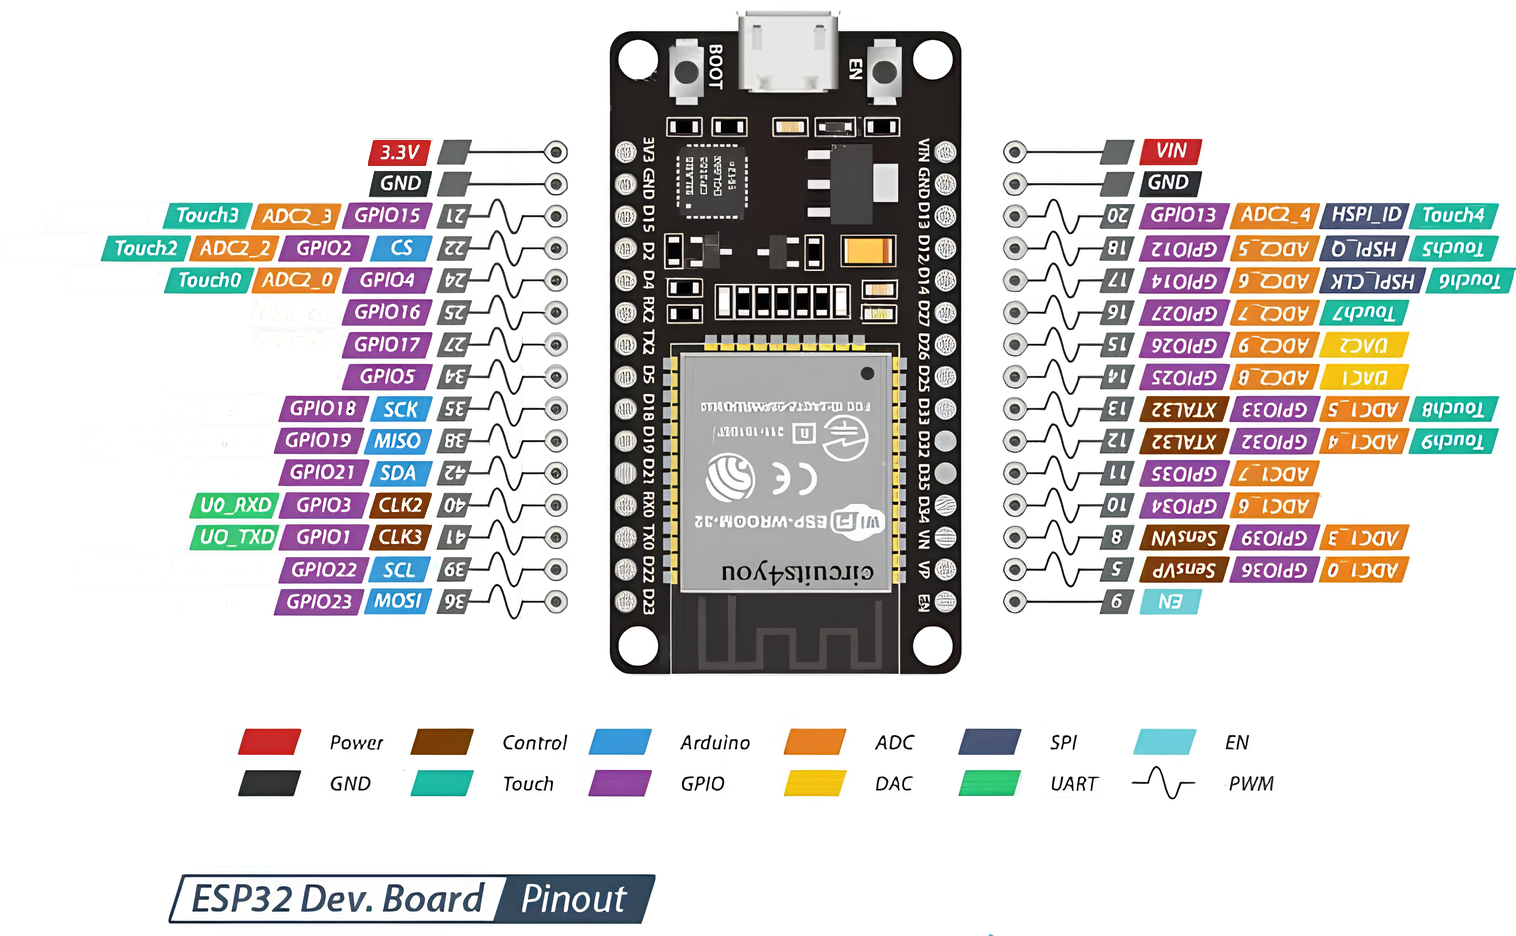 BOOT
EN
3.3V
GND
Touch3 ADC2_3 GPIO15 21
Touch2 ADC2_2 GPIO2 CS 22
Touch0 ADC2_0 GPIO4 24
GPIO16 25
GPIO17 27
GPIO5 34
GPIO18 SCK 35
GPIO19 MISO 38
GPIO21 SDA 42
U0_RXD GPIO3 CLK2 40
UO_TXD GPIO1 CLK3 41
GPIO22 SCL 39
GPIO23 MOSI 36
3V3 GND D15 D2 D4 RX2 TX2 D5 D18 D19 D21 RX0 TX0 D22 D23
VIN GND D13 D12 D14 D27 D26 D25 D33 D32 D35 D34 VN VP EN
CE
WiFi ESP-WROOM-32
circuits4you
VIN
GND
20 GPIO13 ADC2_4 HSPI_ID Touch4
18 GPIO12 ADC2_5 HSPI_Q Touch5
17 GPIO14 ADC2_6 HSPI_CLK Touch6
16 GPIO27 ADC2_7 Touch7
15 GPIO26 ADC2_9 DAC2
14 GPIO25 ADC2_8 DAC1
13 XTAL32 GPIO33 ADC1_5 Touch8
12 XTAL32 GPIO32 ADC1_4 Touch9
11 GPIO35 ADC1_7
10 GPIO34 ADC1_6
8 SensVN GPIO39 ADC1_3
5 SensVP GPIO36 ADC1_0
9 EN
Power Control Arduino ADC SPI EN
GND Touch GPIO DAC UART PWM
ESP32 Dev. Board Pinout